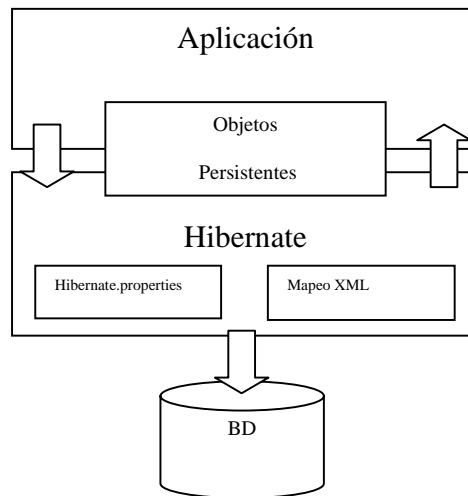 Aplicación
Objetos
Persistentes
Hibernate
Hibernate.properties
Mapeo XML
BD